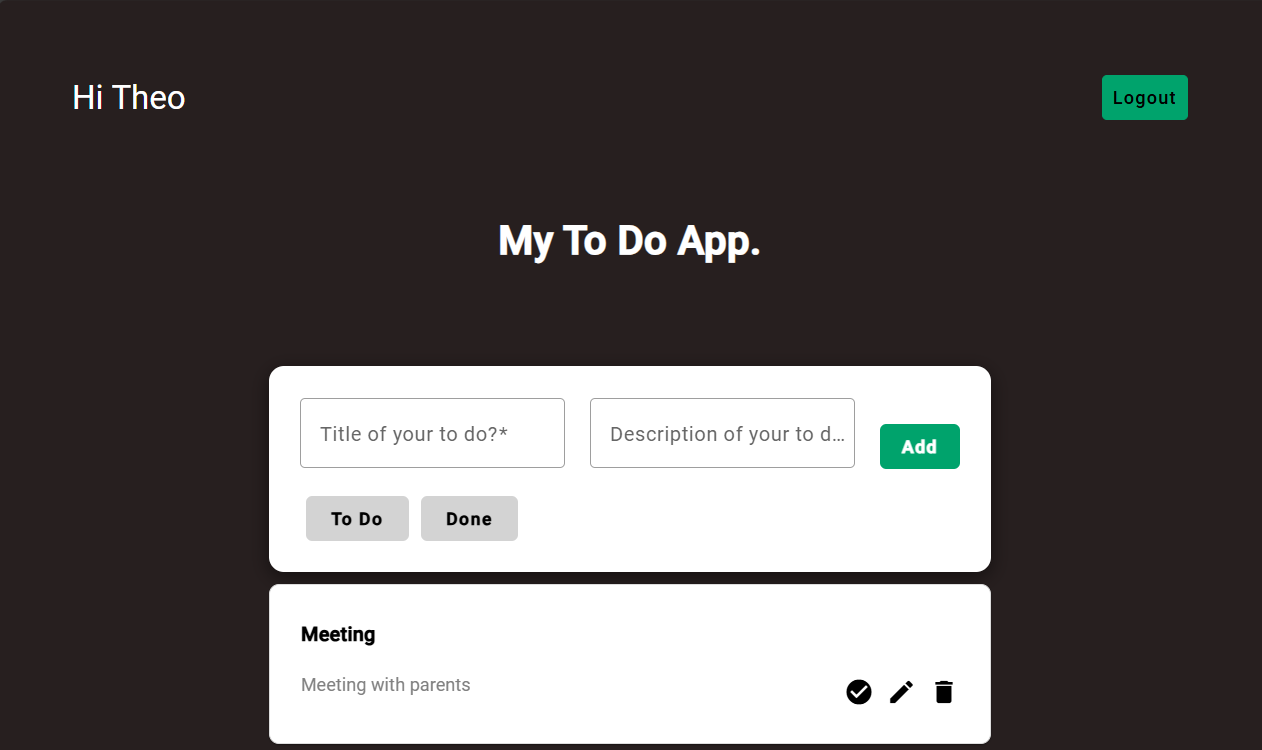 Hi Theo
Logout
My To Do App.
Title of your to do?*
Description of your to d...
Add
To Do
Done
Meeting
Meeting with parents